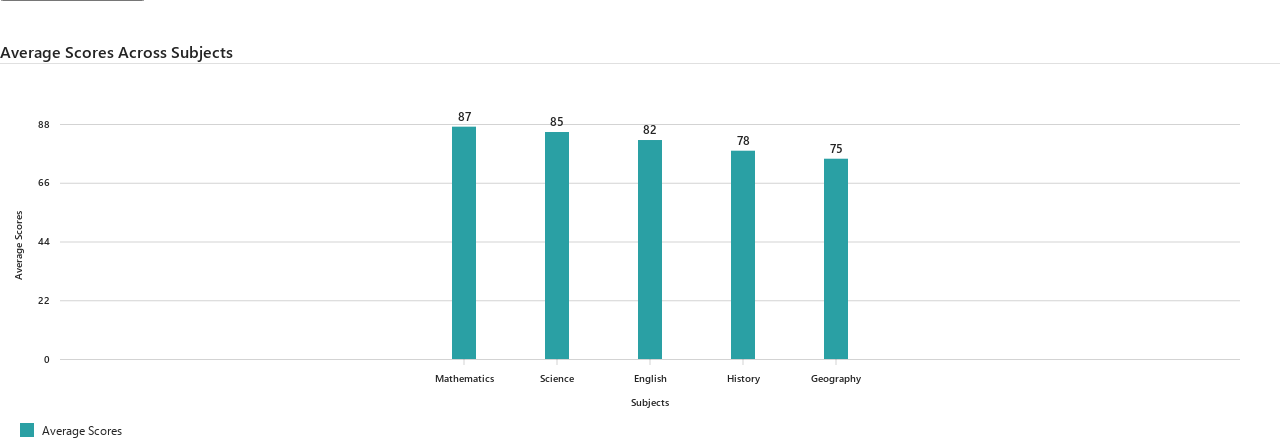 Average Scores Across Subjects
87
85
82
78
75
88
66
44
22
0
Average Scores
Mathematics
Science
English
History
Geography
Subjects
Average Scores